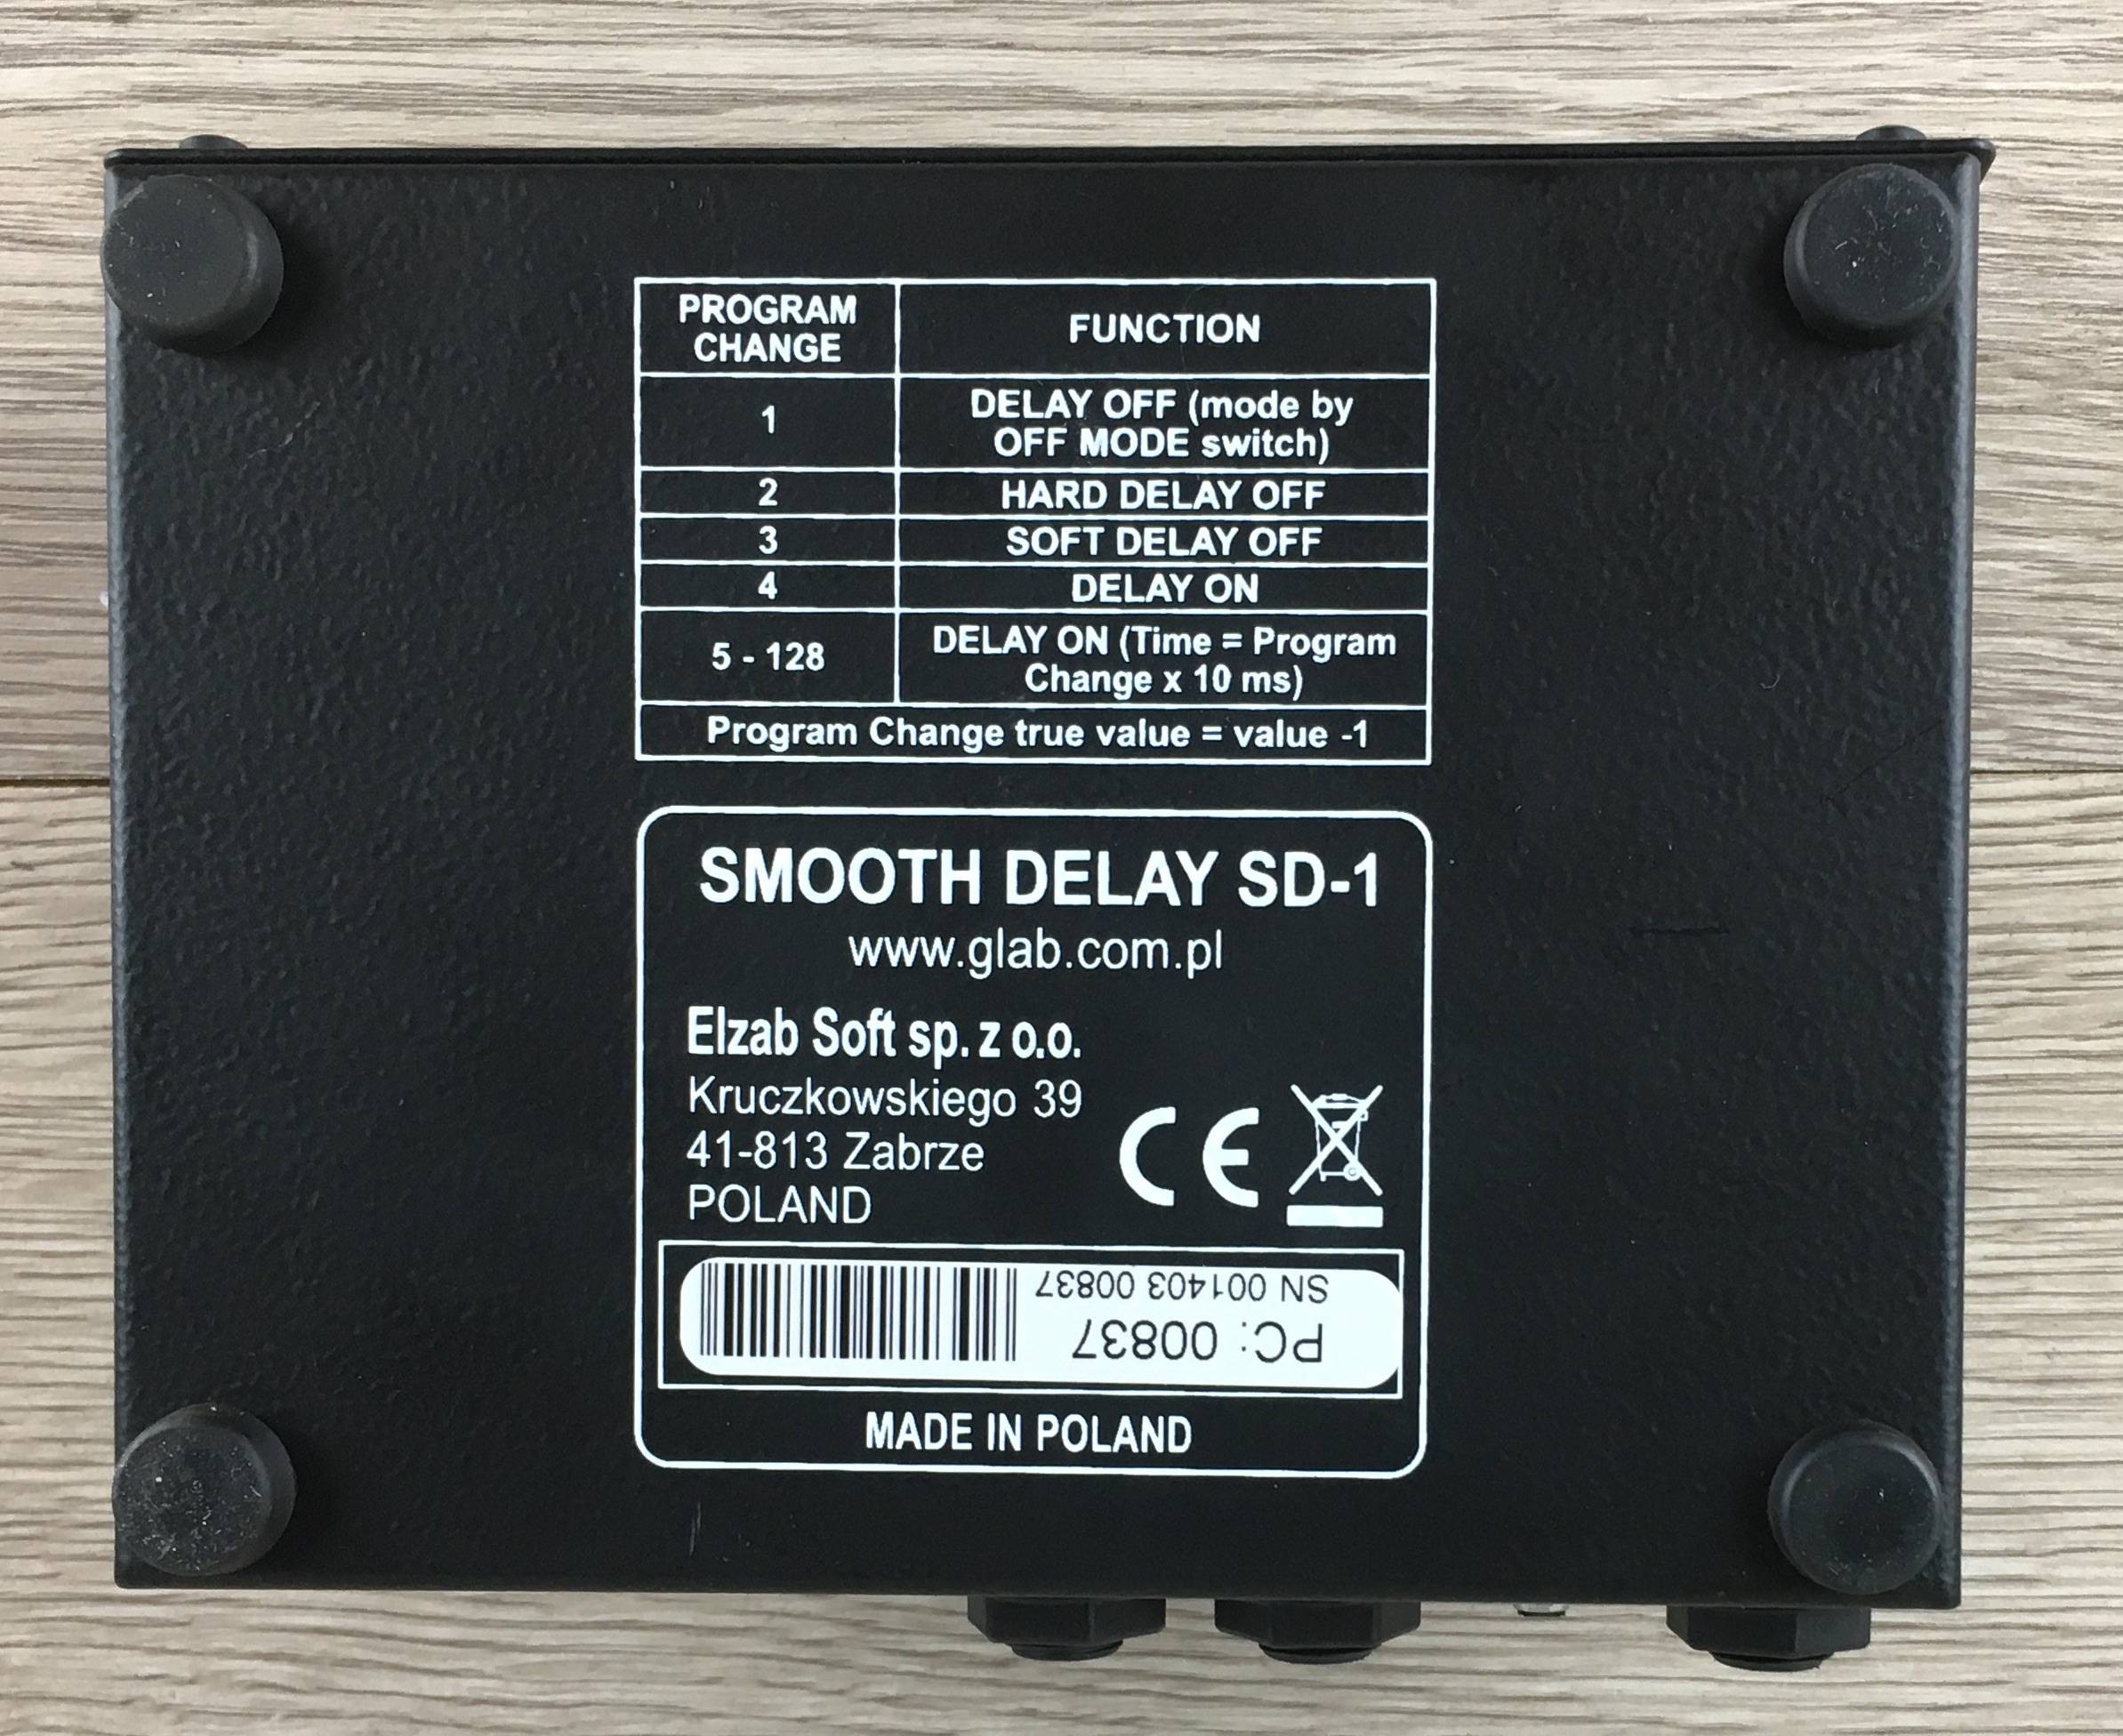 PROGRAM
CHANGE
FUNCTION
1
DELAY OFF (mode by
OFF MODE switch)
2
HARD DELAY OFF
3
SOFT DELAY OFF
4
DELAY ON
5 - 128
DELAY ON (Time = Program
Change x 10 ms)
Program Change true value = value -1
SMOOTH DELAY SD-1
www.glab.com.pl
Elzab Soft sp. z o.o.
Kruczkowskiego 39
41-813 Zabrze
POLAND
CE
PC: 00837
SN 001403 00837
MADE IN POLAND